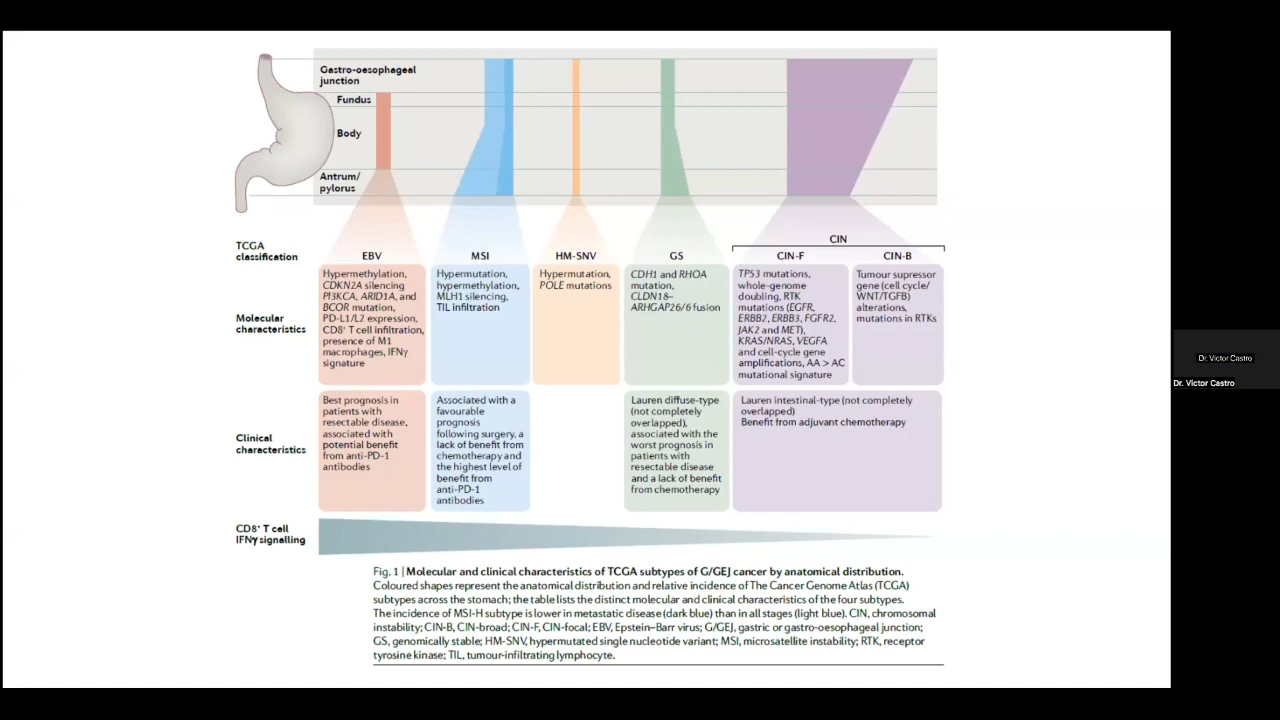 Gastro-oesophageal
junction
Fundus
Body
Antrum/
pylorus
TCGA
classification
EBV
MSI
HM-SNV
GS
CIN
CIN-F
CIN-B
Molecular
characteristics
Hypermethylation,
CDKN2A silencing
PI3KCA, ARID1A, and
BCOR mutation,
PD-L1/L2 expression,
CD8⁺ T cell infiltration,
presence of M1
macrophages, IFNγ
signature
Hypermutation,
hypermethylation,
MLH1 silencing,
TIL infiltration
Hypermutation,
POLE mutations
CDH1 and RHOA
mutation,
CLDN18–
ARHGAP26/6 fusion
TP53 mutations,
whole-genome
doubling, RTK
mutations (EGFR,
ERBB2, ERBB3, FGFR2,
JAK2 and MET),
KRAS/NRAS, VEGFA
and cell-cycle gene
amplifications, AA > AC
mutational signature
Tumour supressor
gene (cell cycle/
WNT/TGFB)
alterations,
mutations in RTKs
Clinical
characteristics
Best prognosis in
patients with
resectable disease,
associated with
potential benefit
from anti-PD-1
antibodies
Associated with a
favourable
prognosis
following surgery, a
lack of benefit from
chemotherapy and
the highest level of
benefit from
anti-PD-1
antibodies
Lauren diffuse-type
(not completely
overlapped),
associated with the
worst prognosis in
patients with
resectable disease
and a lack of benefit
from chemotherapy
Lauren intestinal-type (not completely
overlapped)
Benefit from adjuvant chemotherapy
CD8⁺ T cell
IFNγ signalling
Fig. 1 | Molecular and clinical characteristics of TCGA subtypes of G/GEJ cancer by anatomical distribution.
Coloured shapes represent the anatomical distribution and relative incidence of The Cancer Genome Atlas (TCGA)
subtypes across the stomach; the table lists the distinct molecular and clinical characteristics of the four subtypes.
The incidence of MSI-H subtype is lower in metastatic disease (dark blue) than in all stages (light blue). CIN, chromosomal
instability; CIN-B, CIN-broad; CIN-F, CIN-focal; EBV, Epstein–Barr virus; G/GEJ, gastric or gastro-oesophageal junction;
GS, genomically stable; HM-SNV, hypermutated single nucleotide variant; MSI, microsatellite instability; RTK, receptor
tyrosine kinase; TIL, tumour-infiltrating lymphocyte.
Dr. Victor Castro
Dr. Victor Castro